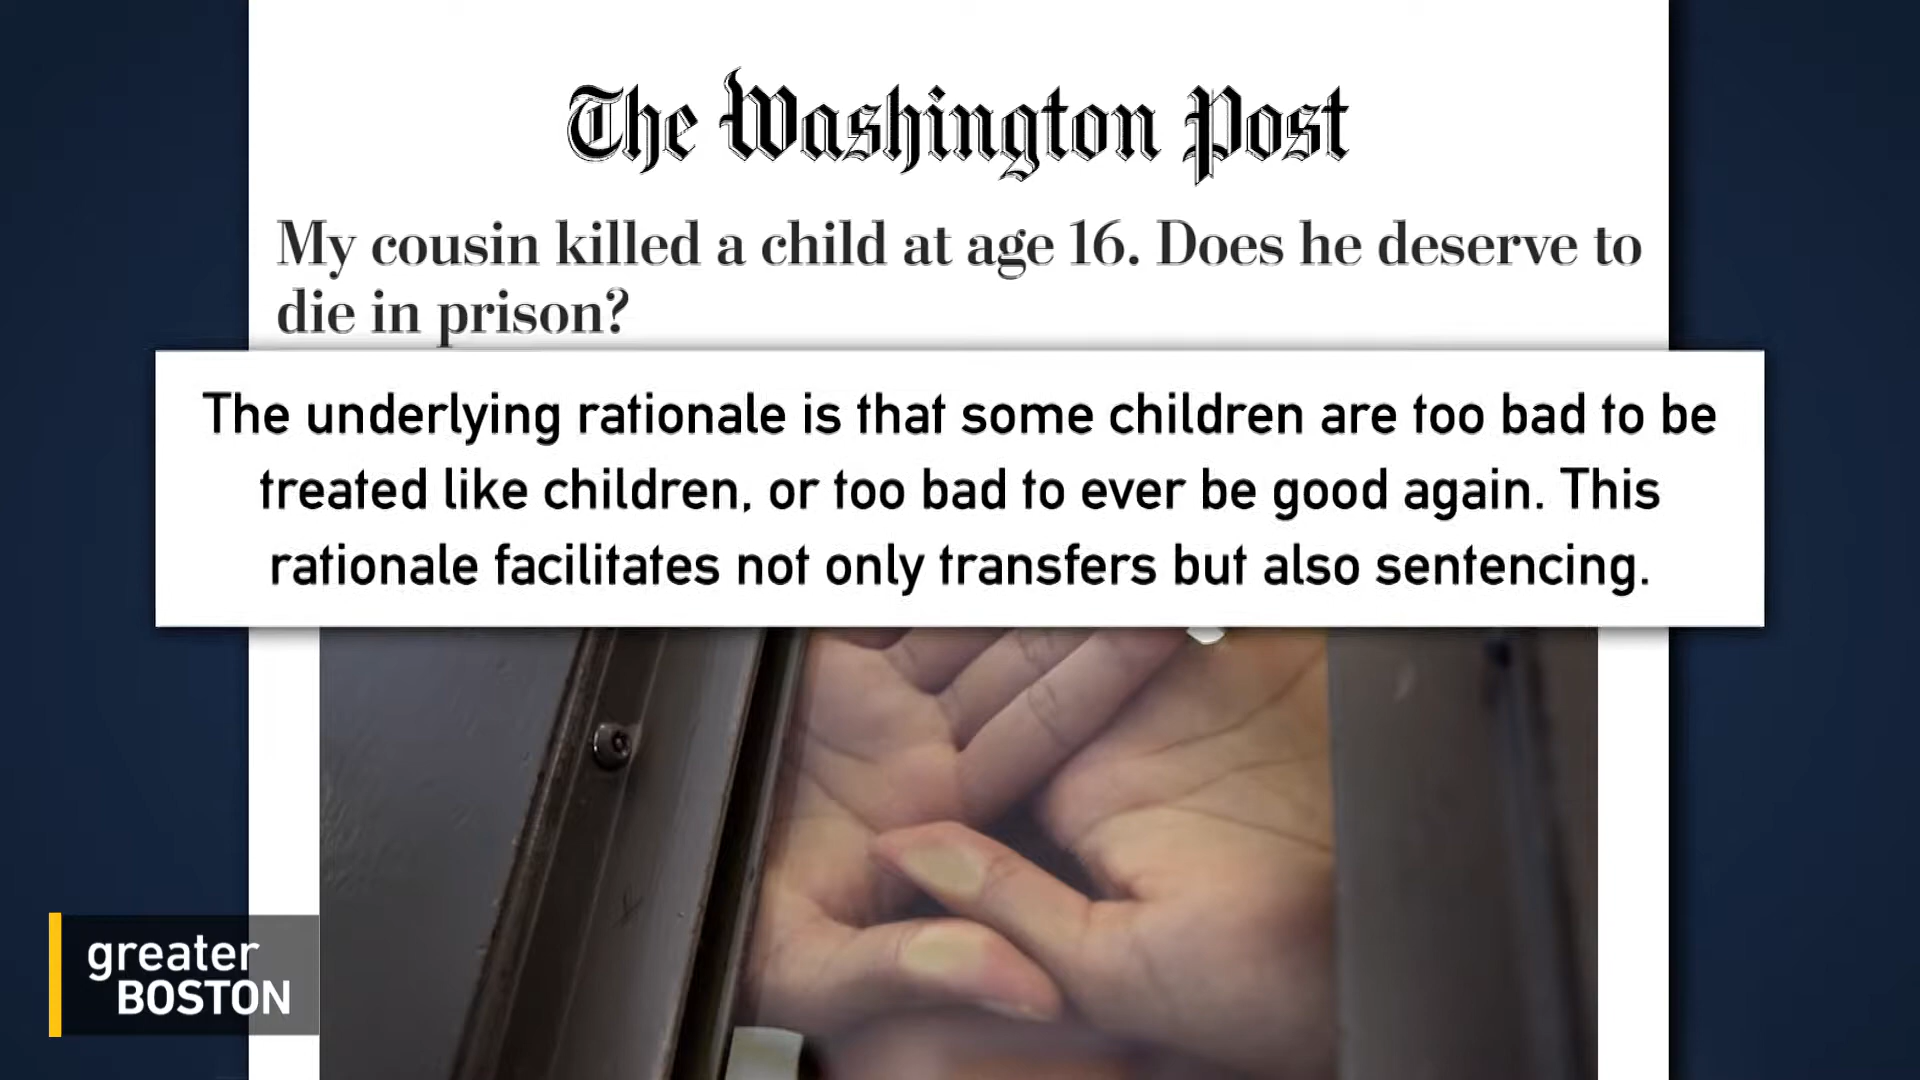 The Washington Post
My cousin killed a child at age 16. Does he deserve to
die in prison?
The underlying rationale is that some children are too bad to be
treated like children, or too bad to ever be good again. This
rationale facilitates not only transfers but also sentencing.
greater
BOSTON